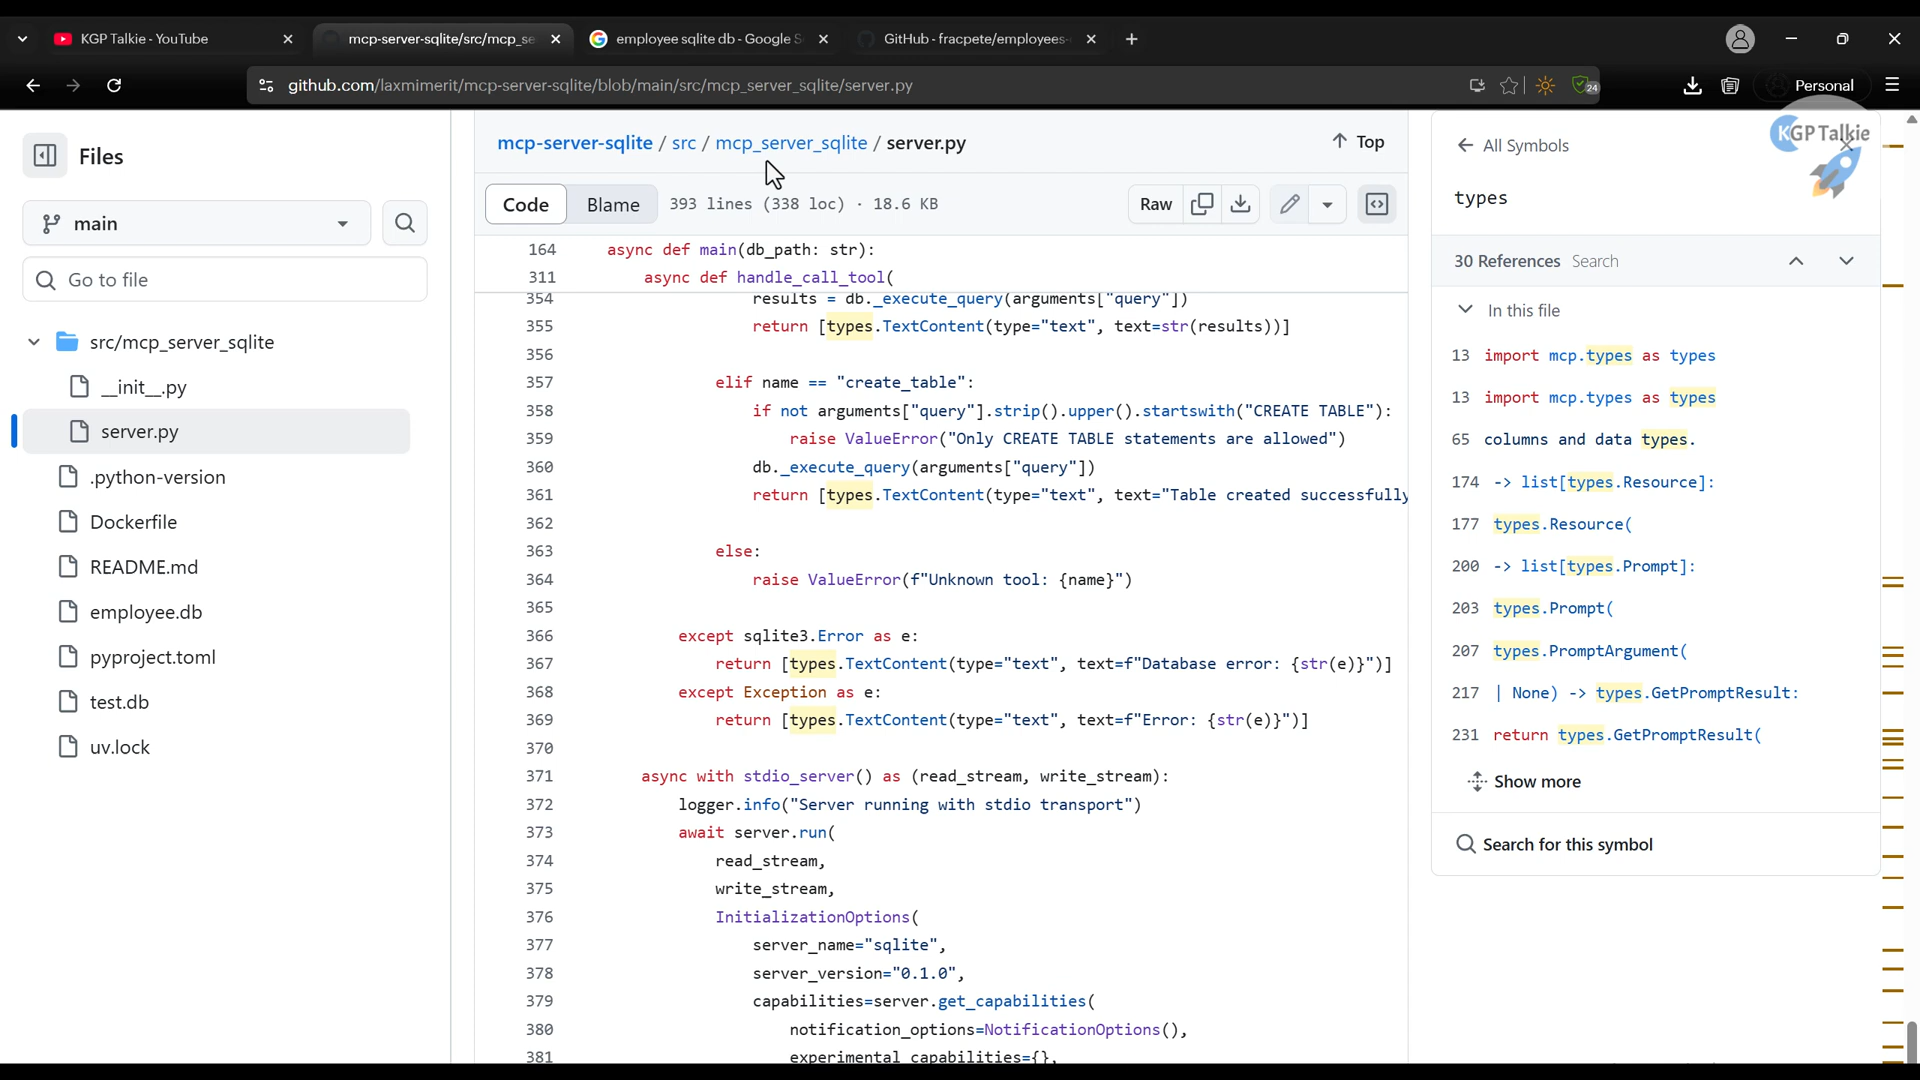 KGP Talkie - YouTube
mcp-server-sqlite/src/mcp_se
employee sqlite db - Google S
GitHub - fracpete/employees-
github.com/laxmimerit/mcp-server-sqlite/blob/main/src/mcp_server_sqlite/server.py
24
Personal
KGP Talkie
Files
main
Go to file
src/mcp_server_sqlite
__init__.py
server.py
.python-version
Dockerfile
README.md
employee.db
pyproject.toml
test.db
uv.lock
mcp-server-sqlite / src / mcp_server_sqlite / server.py
Top
Code Blame 393 lines (338 loc) · 18.6 KB
Raw
164 async def main(db_path: str):
311 async def handle_call_tool(
354 results = db._execute_query(arguments["query"])
355 return [types.TextContent(type="text", text=str(results))]
356
357 elif name == "create_table":
358 if not arguments["query"].strip().upper().startswith("CREATE TABLE"):
359 raise ValueError("Only CREATE TABLE statements are allowed")
360 db._execute_query(arguments["query"])
361 return [types.TextContent(type="text", text="Table created successfully
362
363 else:
364 raise ValueError(f"Unknown tool: {name}")
365
366 except sqlite3.Error as e:
367 return [types.TextContent(type="text", text=f"Database error: {str(e)}")]
368 except Exception as e:
369 return [types.TextContent(type="text", text=f"Error: {str(e)}")]
370
371 async with stdio_server() as (read_stream, write_stream):
372 logger.info("Server running with stdio transport")
373 await server.run(
374 read_stream,
375 write_stream,
376 InitializationOptions(
377 server_name="sqlite",
378 server_version="0.1.0",
379 capabilities=server.get_capabilities(
380 notification_options=NotificationOptions(),
381 experimental_capabilities={},
All Symbols
types
30 References Search
In this file
13 import mcp.types as types
13 import mcp.types as types
65 columns and data types.
174 -> list[types.Resource]:
177 types.Resource(
200 -> list[types.Prompt]:
203 types.Prompt(
207 types.PromptArgument(
217 | None) -> types.GetPromptResult:
231 return types.GetPromptResult(
Show more
Search for this symbol